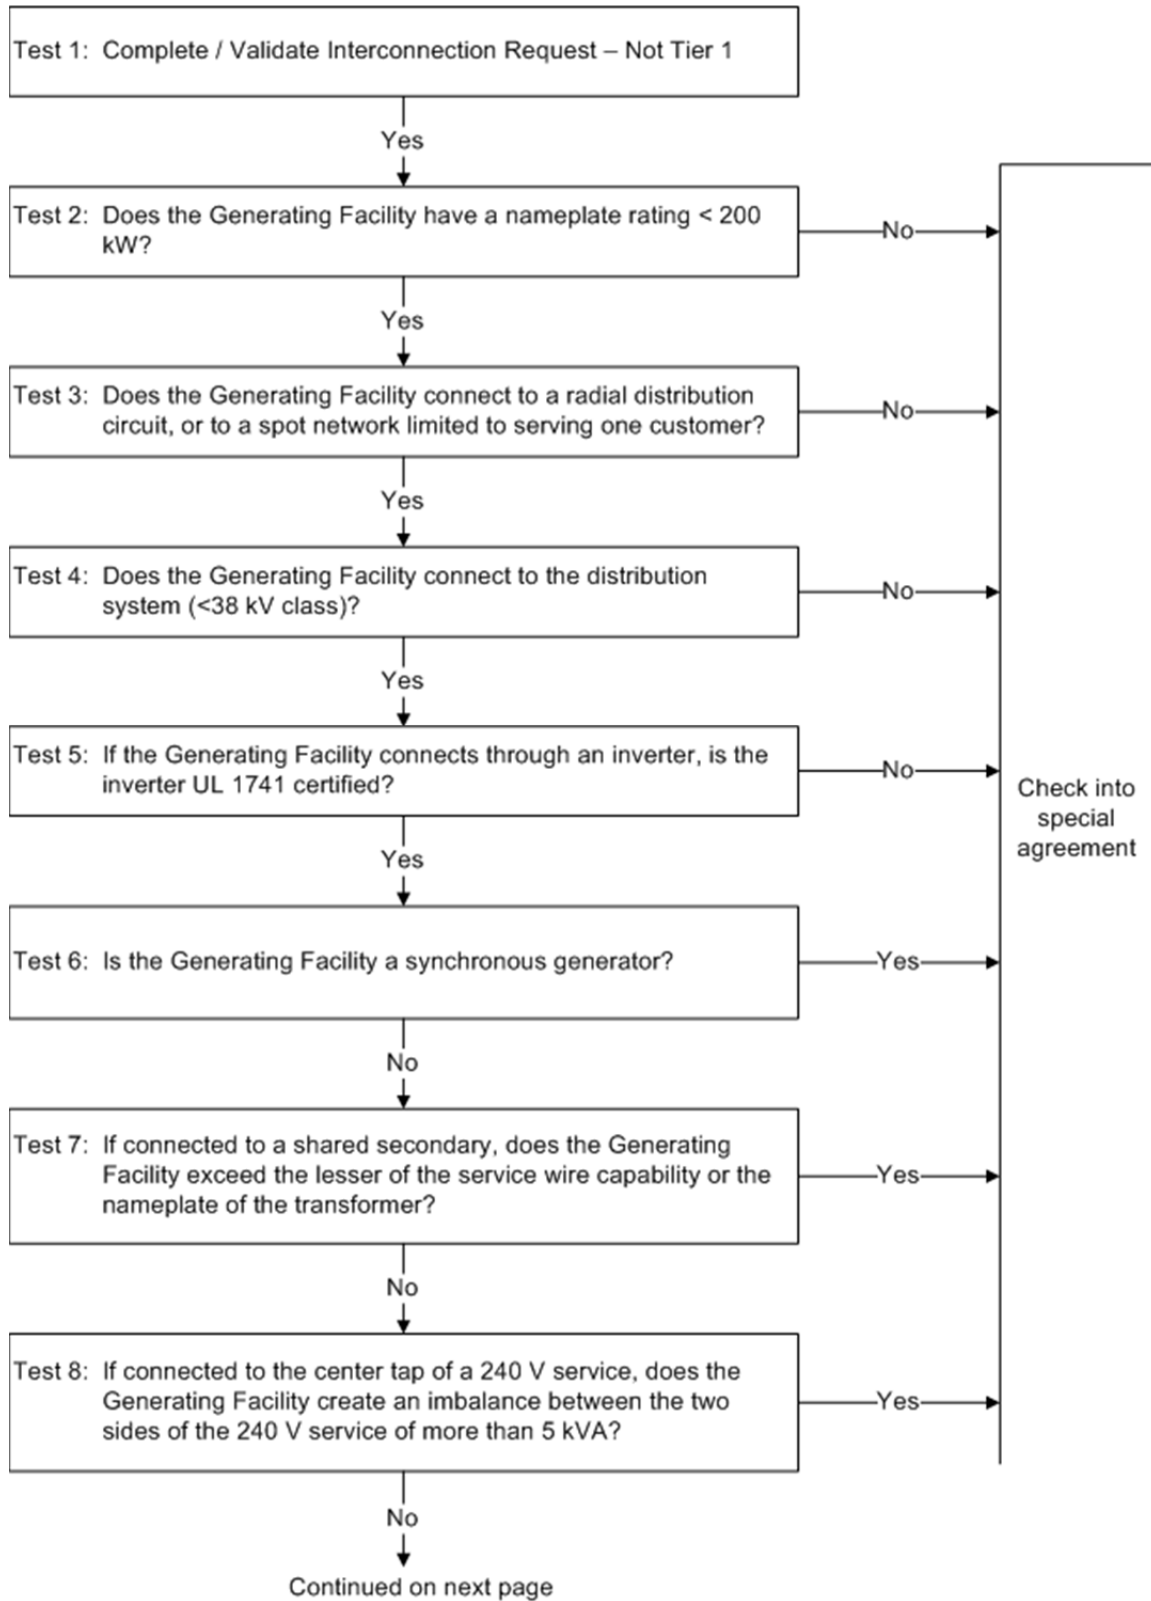 Test 1: Complete / Validate Interconnection Request – Not Tier 1
Yes
Test 2: Does the Generating Facility have a nameplate rating < 200
kW?
No
Yes
Test 3: Does the Generating Facility connect to a radial distribution
circuit, or to a spot network limited to serving one customer?
No
Yes
Test 4: Does the Generating Facility connect to the distribution
system (<38 kV class)?
No
Yes
Test 5: If the Generating Facility connects through an inverter, is the
inverter UL 1741 certified?
No
Check into
special
agreement
Yes
Test 6: Is the Generating Facility a synchronous generator?
Yes
No
Test 7: If connected to a shared secondary, does the Generating
Facility exceed the lesser of the service wire capability or the
nameplate of the transformer?
Yes
No
Test 8: If connected to the center tap of a 240 V service, does the
Generating Facility create an imbalance between the two
sides of the 240 V service of more than 5 kVA?
Yes
No
Continued on next page